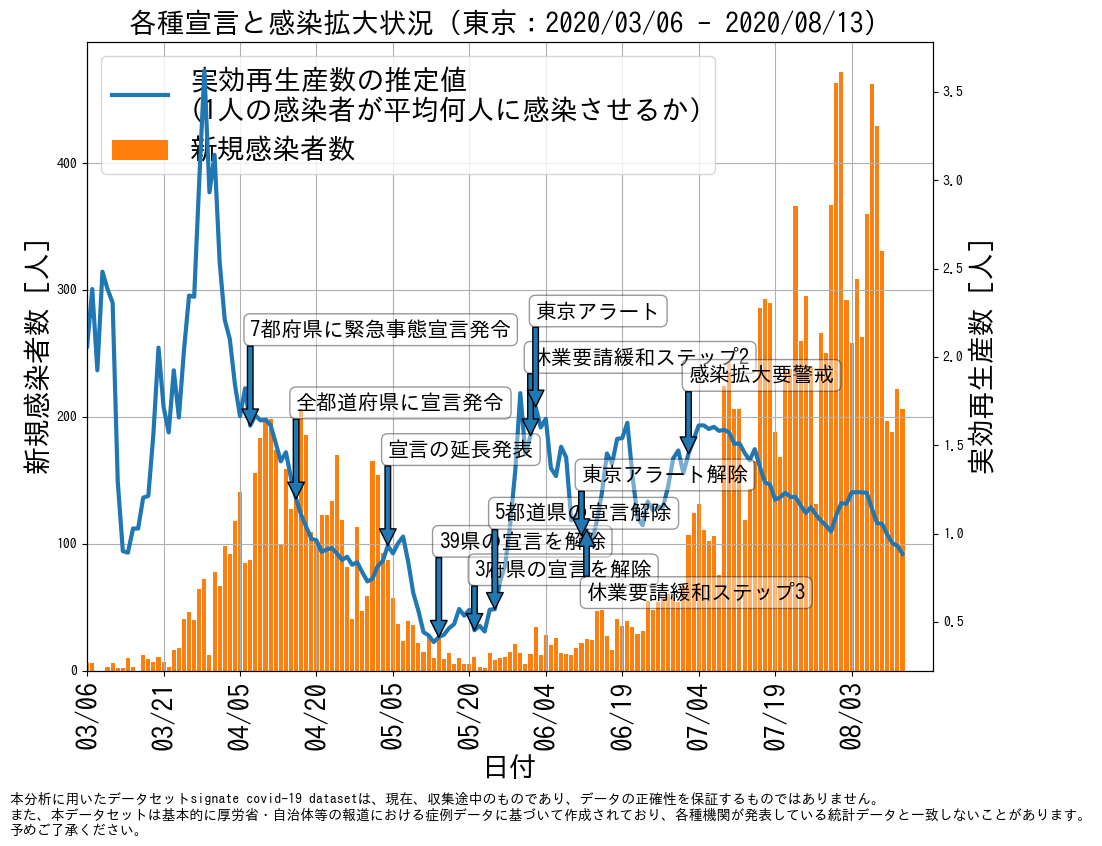 各種宣言と感染拡大状況 (東京：2020/03/06 - 2020/08/13)
実効再生産数の推定値
(1人の感染者が平均何人に感染させるか)
新規感染者数
新規感染者数 [人]
400
300
200
100
0
3.5
3.0
2.5
2.0
1.5
1.0
0.5
実効再生産数 [人]
東京アラート
7都府県に緊急事態宣言発令
休業要請緩和ステップ2
感染拡大要警戒
全都道府県に宣言発令
宣言の延長発表
東京アラート解除
5都道県の宣言解除
39県の宣言を解除
3府県の宣言を解除
休業要請緩和ステップ3
03/06
03/21
04/05
04/20
05/05
05/20
06/04
06/19
07/04
07/19
08/03
日付
本分析に用いたデータセットsignate covid-19 datasetは、現在、収集途中のものであり、データの正確性を保証するものではありません。
また、本データセットは基本的に厚労省・自治体等の報道における症例データに基づいて作成されており、各種機関が発表している統計データと一致しないことがあります。
予めご了承ください。